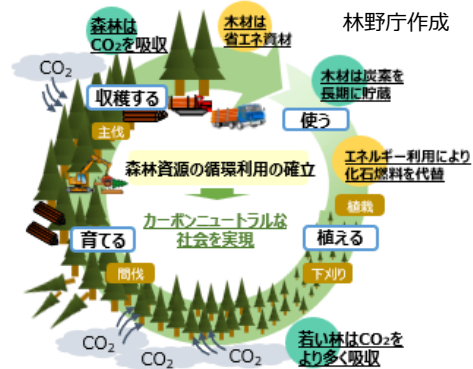 林野庁作成
森林は
CO₂を吸収
木材は
省エネ資材
CO₂
木材は炭素を
長期に貯蔵
収穫する
使う
主伐
エネルギー利用により
化石燃料を代替
森林資源の循環利用の確立
植栽
カーボンニュートラルな
社会を実現
育てる
植える
間伐
下刈り
若い林はCO₂を
より多く吸収
CO₂
CO₂
CO₂